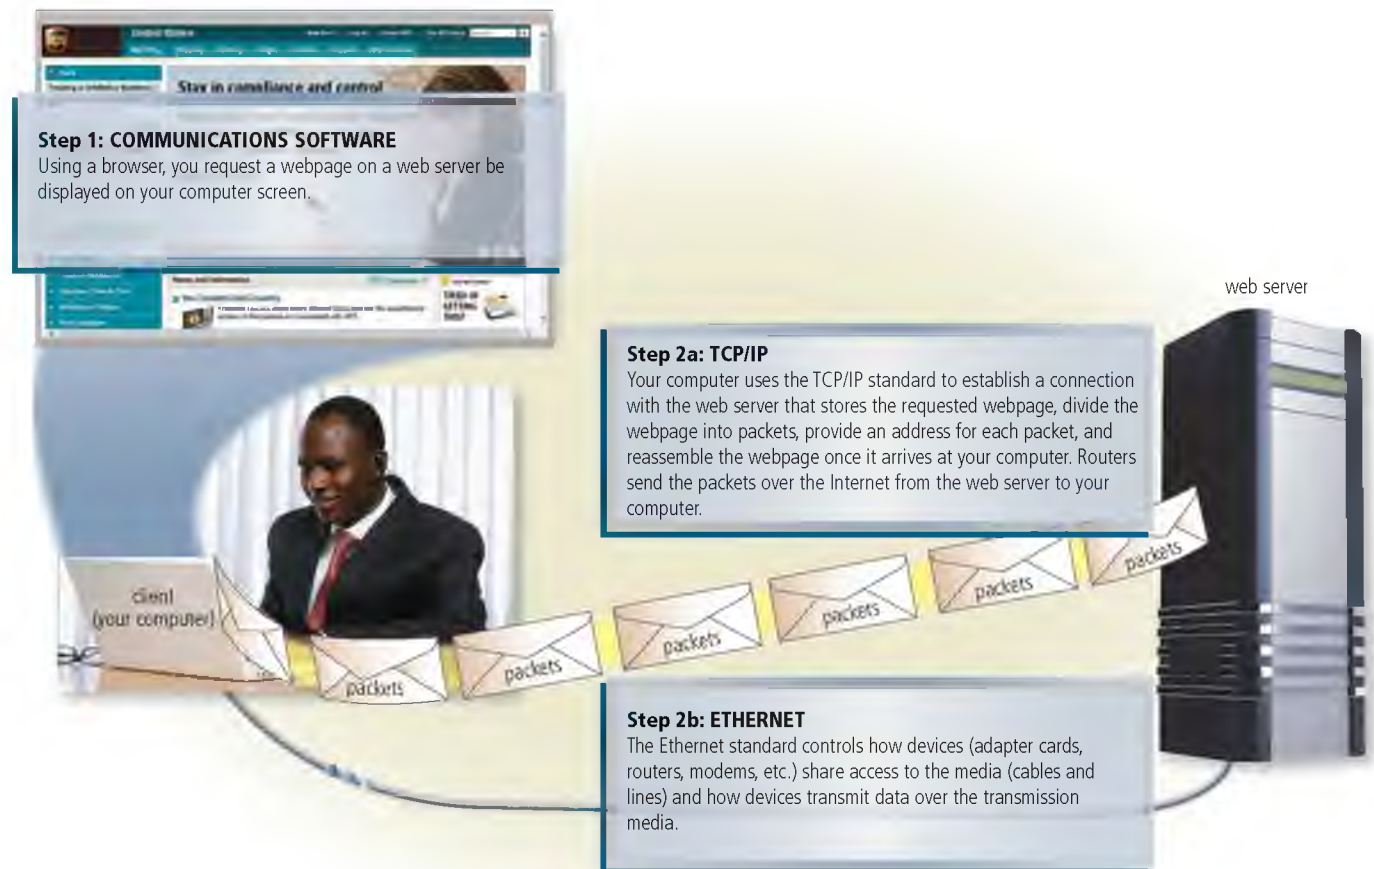 Stay in compliance and control
Step 1: COMMUNICATIONS SOFTWARE
Using a browser, you request a webpage on a web server be
displayed on your computer screen.
web server
Step 2a: TCP/IP
Your computer uses the TCP/IP standard to establish a connection
with the web server that stores the requested webpage, divide the
webpage into packets, provide an address for each packet, and
reassemble the webpage once it arrives at your computer. Routers
send the packets over the Internet from the web server to your
computer.
client
(your computer)
packets
packets
packets
packets
packets
packets
Step 2b: ETHERNET
The Ethernet standard controls how devices (adapter cards,
routers, modems, etc.) share access to the media (cables and
lines) and how devices transmit data over the transmission
media.